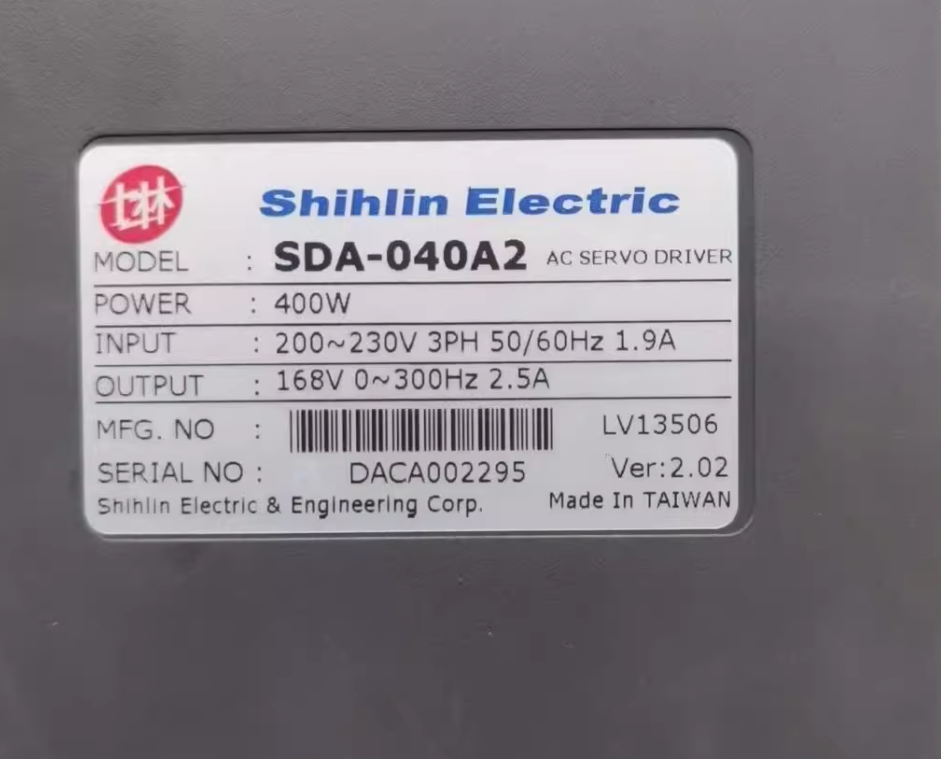 士林
Shihlin Electric
MODEL : SDA-040A2 AC SERVO DRIVER
POWER : 400W
INPUT : 200~230V 3PH 50/60Hz 1.9A
OUTPUT : 168V 0~300Hz 2.5A
MFG. NO : LV13506
SERIAL NO : DACA002295 Ver:2.02
Shihlin Electric & Engineering Corp. Made In TAIWAN